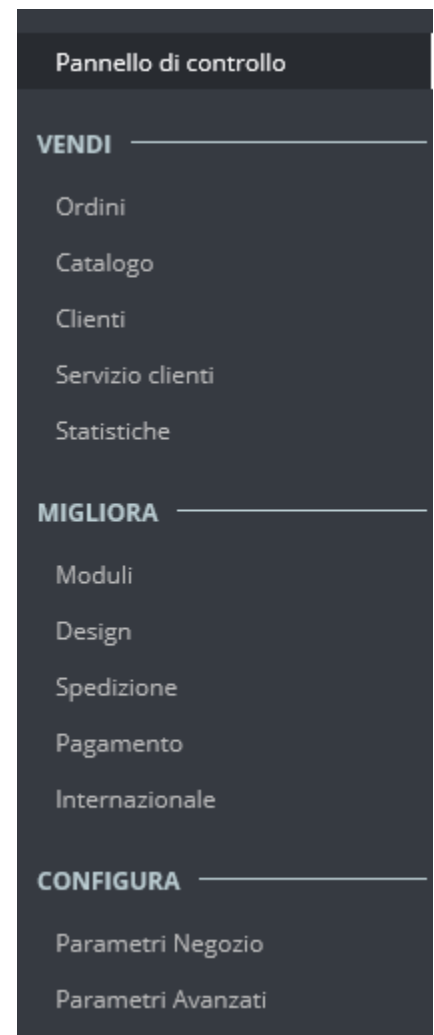 Pannello di controllo
VENDI
Ordini
Catalogo
Clienti
Servizio clienti
Statistiche
MIGLIORA
Moduli
Design
Spedizione
Pagamento
Internazionale
CONFIGURA
Parametri Negozio
Parametri Avanzati